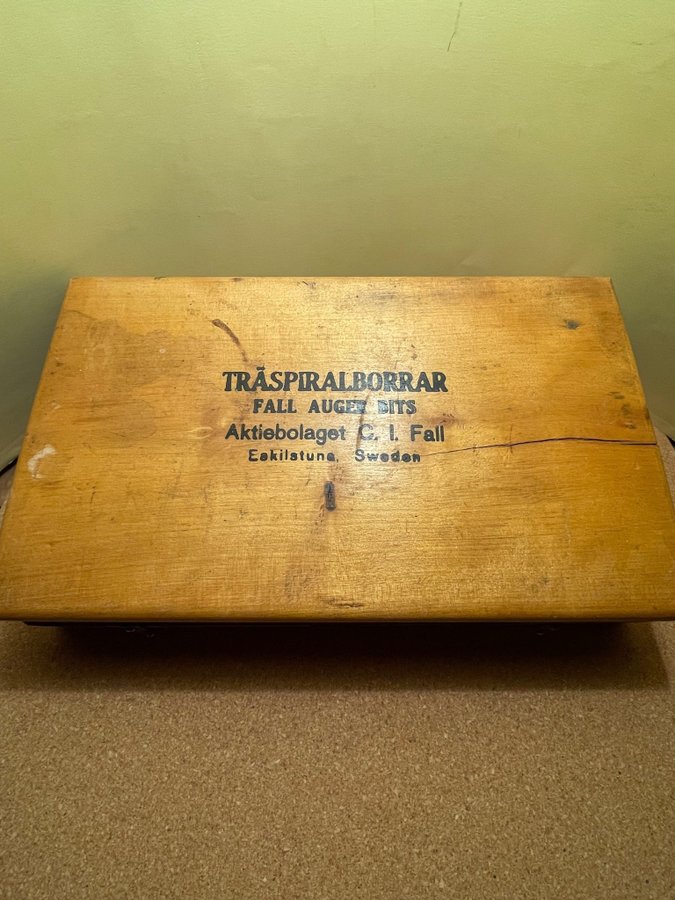 TRÄSPIRALBORRAR
FALL AUGER BITS
Aktiebolaget C. I. Fall
Eskilstuna, Sweden